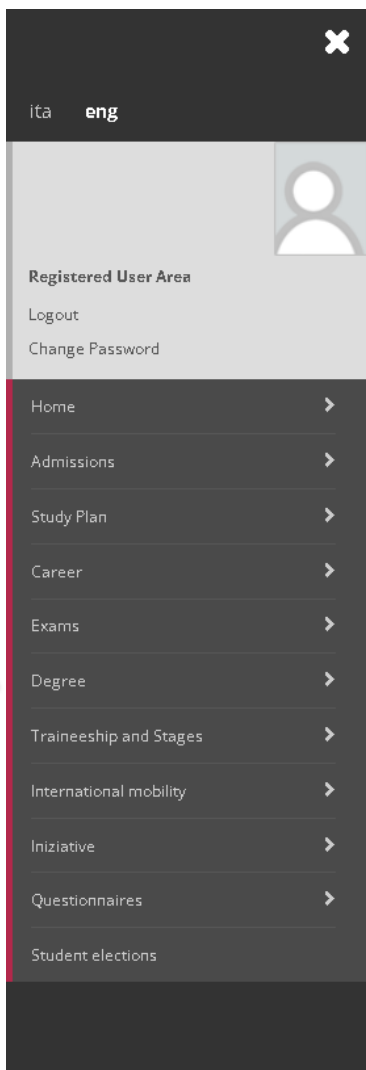 ita eng
Registered User Area
Logout
Change Password
Home
Admissions
Study Plan
Career
Exams
Degree
Traineeship and Stages
International mobility
Iniziative
Questionnaires
Student elections